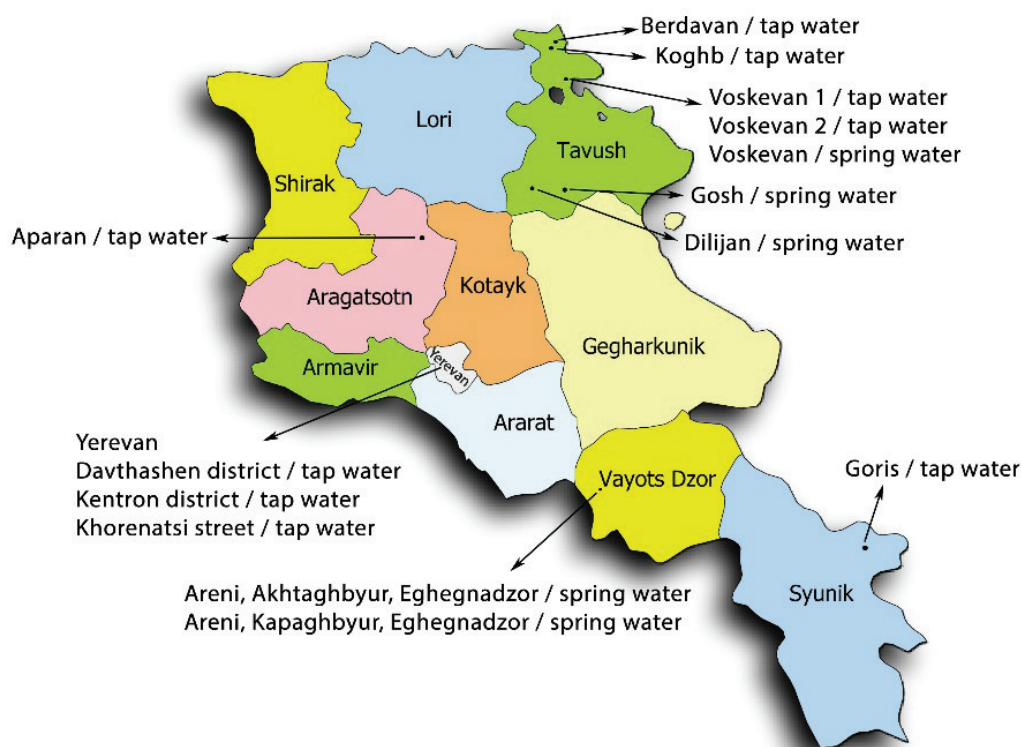 Berdavan / tap water
Koghb / tap water
Lori
Voskevan 1 / tap water
Voskevan 2 / tap water
Voskevan / spring water
Tavush
Shirak
Gosh / spring water
Aparan / tap water
Dilijan / spring water
Kotayk
Aragatsotn
Gegharkunik
Yerevan
Armavir
Ararat
Yerevan
Davthashen district / tap water
Kentron district / tap water
Khorenatsi street / tap water
Vayots Dzor
Goris / tap water
Areni, Akhtaghbyur, Eghegnadzor / spring water
Areni, Kapaghbyur, Eghegnadzor / spring water
Syunik